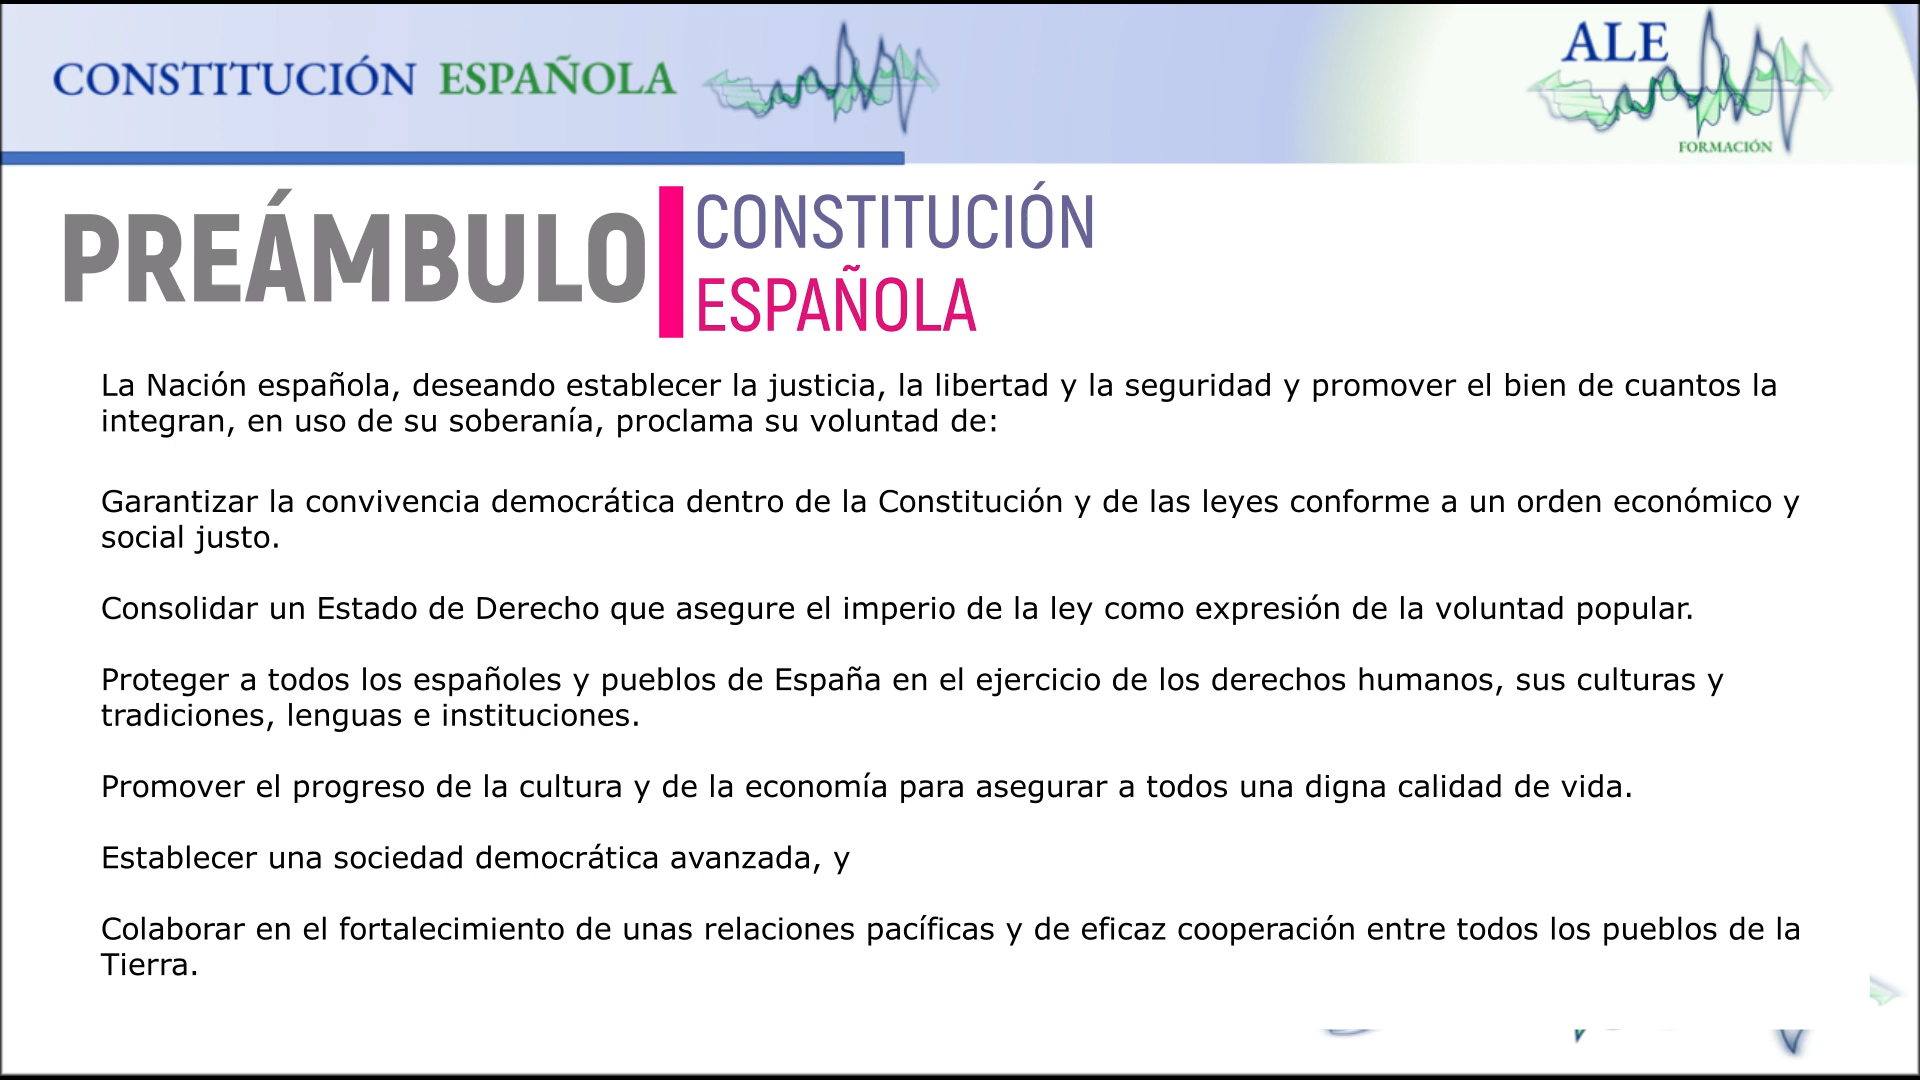 CONSTITUCIÓN ESPAÑOLA
ALE
FORMACIÓN
PREÁMBULO
CONSTITUCIÓN
ESPAÑOLA
La Nación española, deseando establecer la justicia, la libertad y la seguridad y promover el bien de cuantos la
integran, en uso de su soberanía, proclama su voluntad de:
Garantizar la convivencia democrática dentro de la Constitución y de las leyes conforme a un orden económico y
social justo.
Consolidar un Estado de Derecho que asegure el imperio de la ley como expresión de la voluntad popular.
Proteger a todos los españoles y pueblos de España en el ejercicio de los derechos humanos, sus culturas y
tradiciones, lenguas e instituciones.
Promover el progreso de la cultura y de la economía para asegurar a todos una digna calidad de vida.
Establecer una sociedad democrática avanzada, y
Colaborar en el fortalecimiento de unas relaciones pacíficas y de eficaz cooperación entre todos los pueblos de la
Tierra.